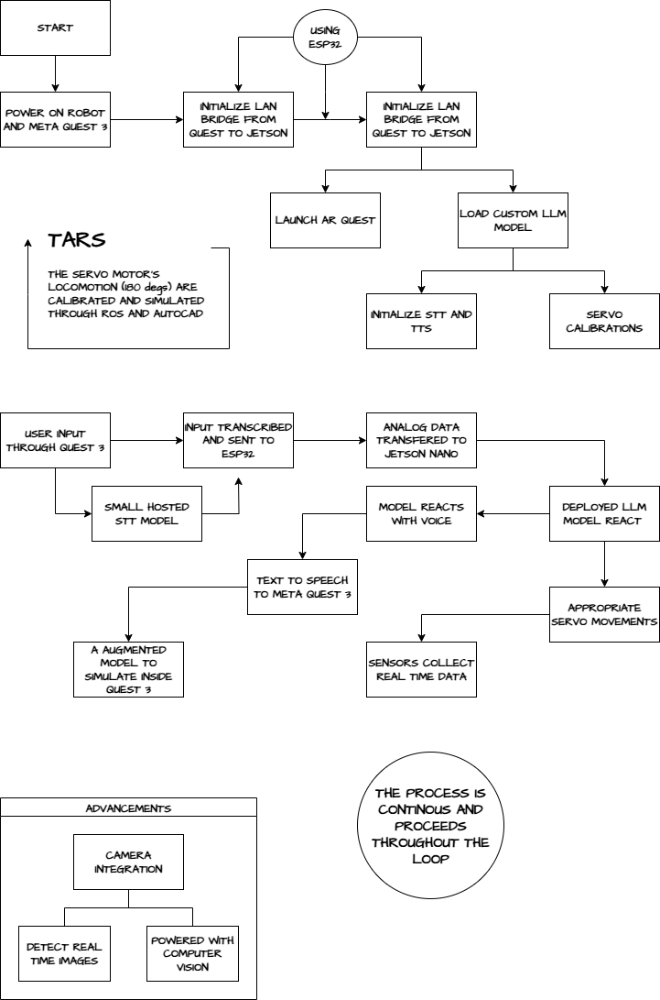 START
USING
ESP32
POWER ON ROBOT
AND META QUEST 3
INITIALIZE LAN
BRIDGE FROM
QUEST TO JETSON
INITIALIZE LAN
BRIDGE FROM
QUEST TO JETSON
LAUNCH AR QUEST
LOAD CUSTOM LLM
MODEL
TARS
THE SERVO MOTOR'S
LOCOMOTION (180 degs) ARE
CALIBRATED AND SIMULATED
THROUGH ROS AND AUTOCAD
INITIALIZE STT AND
TTS
SERVO
CALIBRATIONS
USER INPUT
THROUGH QUEST 3
INPUT TRANSCRIBED
AND SENT TO
ESP32
ANALOG DATA
TRANSFERED TO
JETSON NANO
SMALL HOSTED
STT MODEL
MODEL REACTS
WITH VOICE
DEPLOYED LLM
MODEL REACT
TEXT TO SPEECH
TO META QUEST 3
APPROPRIATE
SERVO MOVEMENTS
A AUGMENTED
MODEL TO
SIMULATE INSIDE
QUEST 3
SENSORS COLLECT
REAL TIME DATA
THE PROCESS IS
CONTINOUS AND
PROCEEDS
THROUGHOUT THE
LOOP
ADVANCEMENTS
CAMERA
INTEGRATION
DETECT REAL
TIME IMAGES
POWERED WITH
COMPUTER
VISION